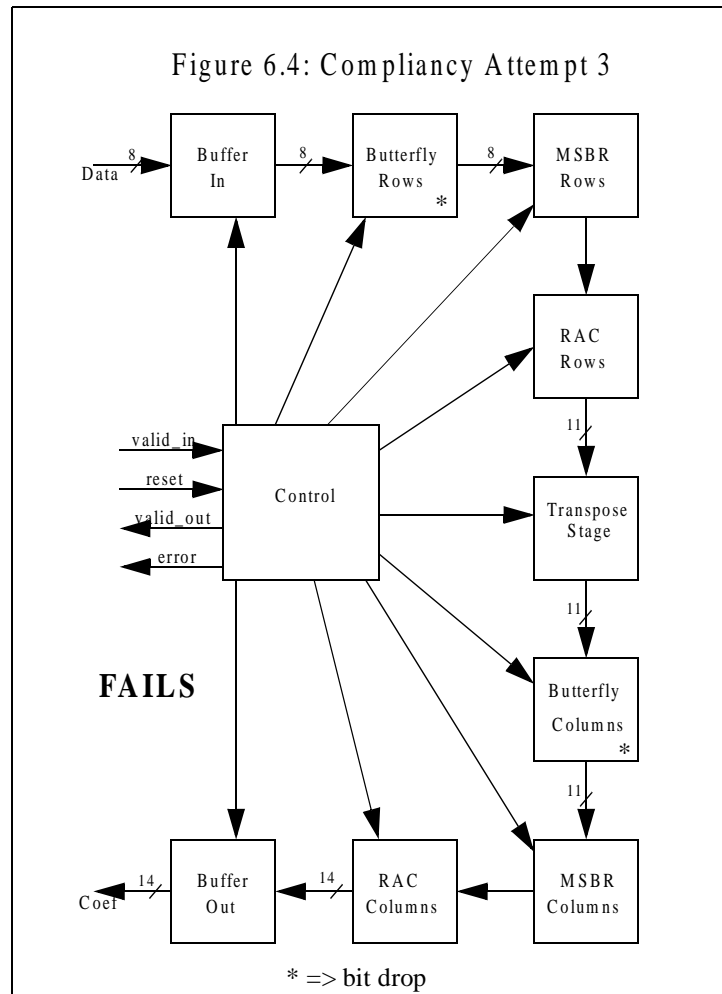 Figure 6.4: Compliancy Attempt 3
8
Data
Buffer
In
8
Butterfly
Rows
*
8
MSBR
Rows
RAC
Rows
11
valid_in
reset
valid_out
error
Control
Transpose
Stage
11
FAILS
Butterfly
Columns
*
11
Coef
14
Buffer
Out
14
RAC
Columns
MSBR
Columns
* => bit drop